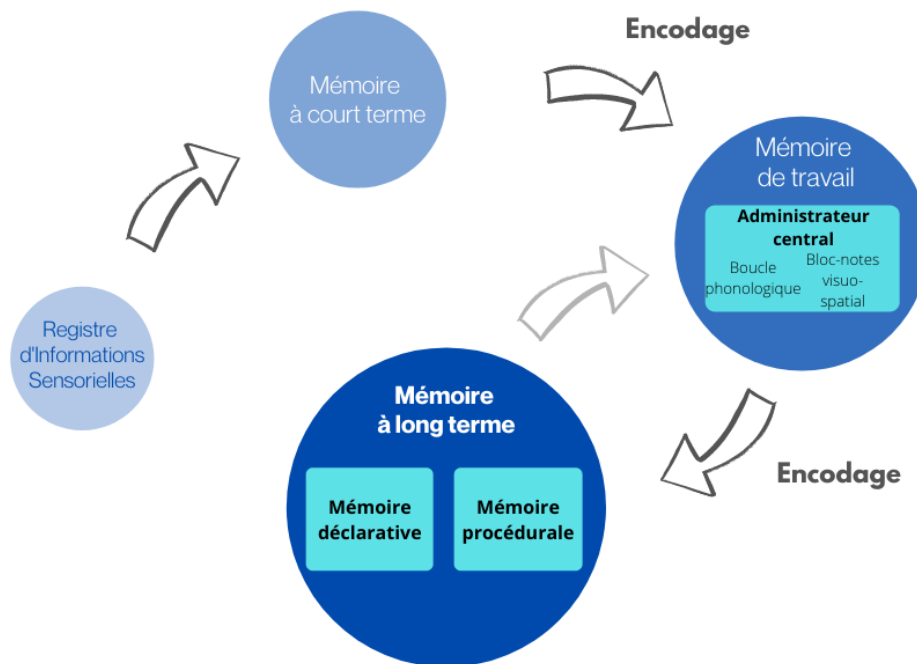 Encodage
Mémoire
à court terme
Mémoire
de travail
Administrateur
central
Boucle
phonologique
Bloc-notes
visuo-
spatial
Registre
d'Informations
Sensorielles
Mémoire
à long terme
Mémoire
déclarative
Mémoire
procédurale
Encodage